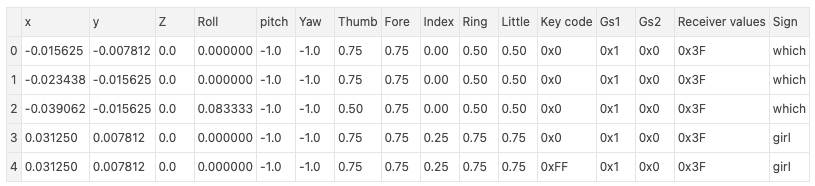 x y Z Roll pitch Yaw Thumb Fore Index Ring Little Key code Gs1 Gs2 Receiver values Sign
0 -0.015625 -0.007812 0.0 0.000000 -1.0 -1.0 0.75 0.75 0.00 0.50 0.50 0x0 0x1 0x0 0x3F which
1 -0.023438 -0.015625 0.0 0.000000 -1.0 -1.0 0.75 0.75 0.00 0.50 0.50 0x0 0x1 0x0 0x3F which
2 -0.039062 -0.015625 0.0 0.083333 -1.0 -1.0 0.50 0.75 0.00 0.50 0.50 0x0 0x1 0x0 0x3F which
3 0.031250 0.007812 0.0 0.000000 -1.0 -1.0 0.75 0.75 0.25 0.75 0.75 0x0 0x1 0x0 0x3F girl
4 0.031250 0.007812 0.0 0.000000 -1.0 -1.0 0.75 0.75 0.25 0.75 0.75 0xFF 0x1 0x0 0x3F girl